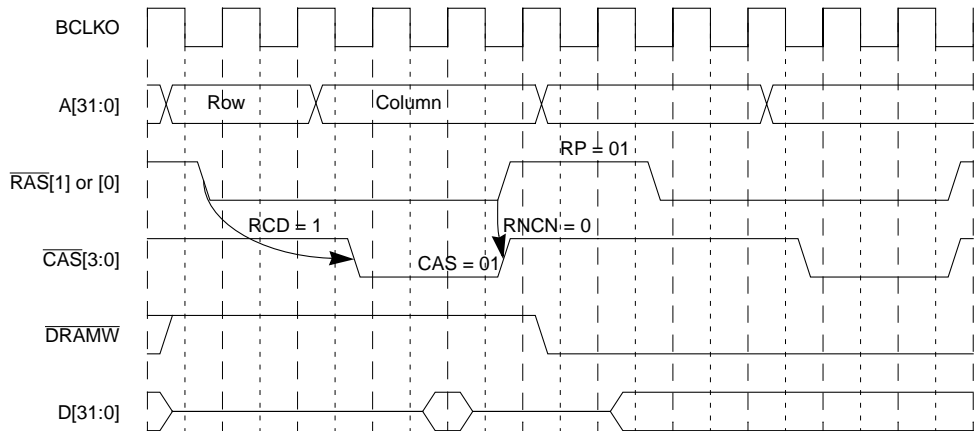 BCLKO
A[31:0]
Row
Column
RP = 01
RAS[1] or [0]
RCD = 1
RNCN = 0
CAS[3:0]
CAS = 01
DRAMW
D[31:0]